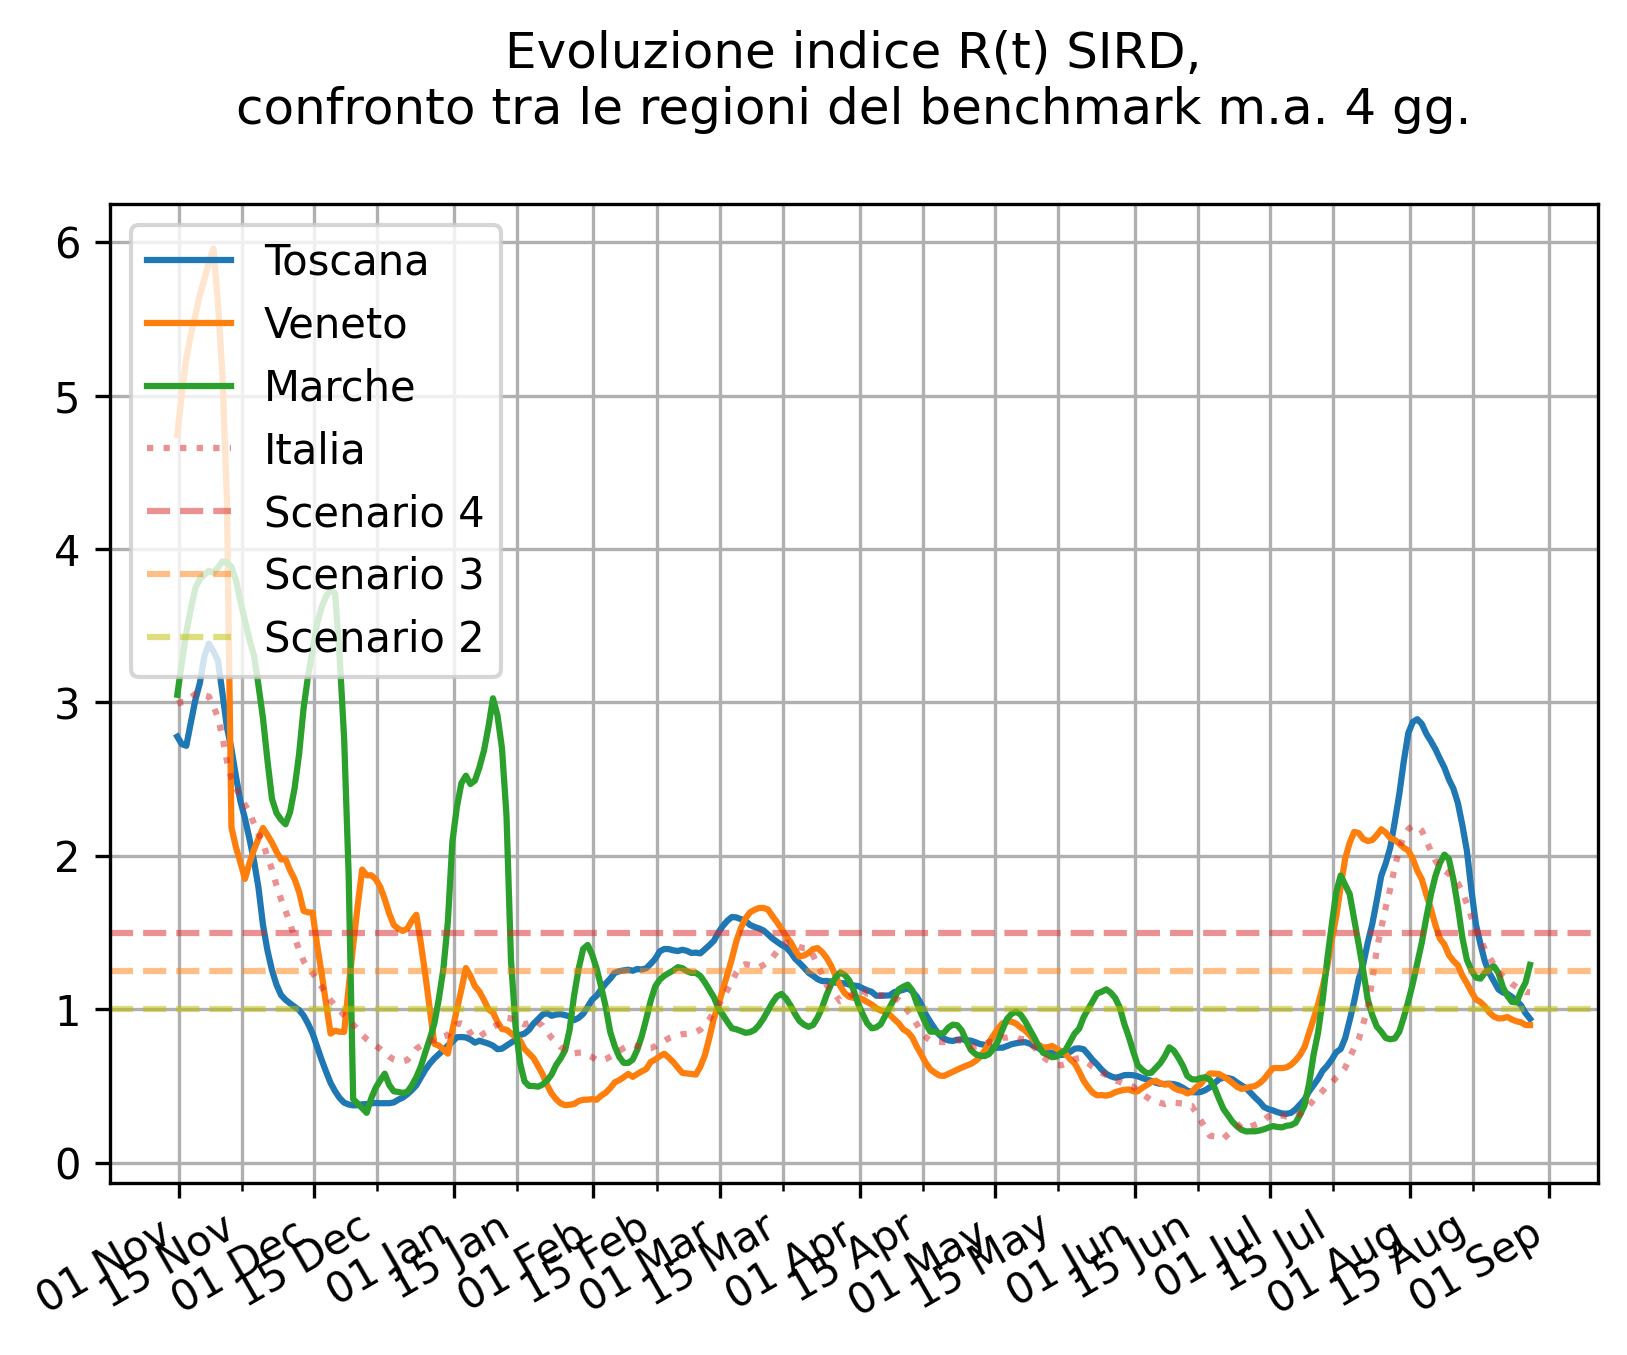 Evoluzione indice R(t) SIRD,
confronto tra le regioni del benchmark m.a. 4 gg.
6
5
4
3
2
1
0
Toscana
Veneto
Marche
Italia
Scenario 4
Scenario 3
Scenario 2
01 Nov
15 Nov
01 Dec
15 Dec
01 Jan
15 Jan
01 Feb
15 Feb
01 Mar
15 Mar
01 Apr
15 Apr
01 May
15 May
01 Jun
15 Jun
01 Jul
15 Jul
01 Aug
15 Aug
01 Sep